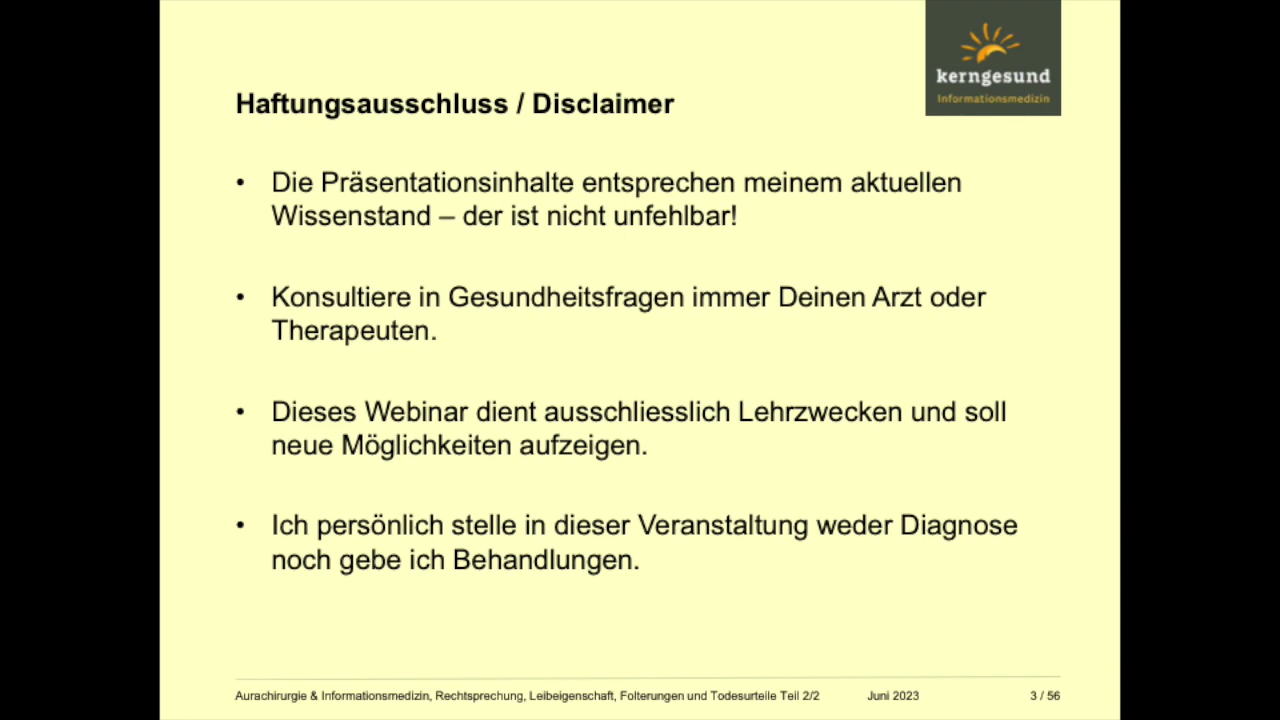 kerngesund
Informationsmedizin
Haftungsausschluss / Disclaimer
• Die Präsentationsinhalte entsprechen meinem aktuellen
Wissenstand – der ist nicht unfehlbar!
• Konsultiere in Gesundheitsfragen immer Deinen Arzt oder
Therapeuten.
• Dieses Webinar dient ausschliesslich Lehrzwecken und soll
neue Möglichkeiten aufzeigen.
• Ich persönlich stelle in dieser Veranstaltung weder Diagnose
noch gebe ich Behandlungen.
Aurachirurgie & Informationsmedizin, Rechtsprechung, Leibeigenschaft, Folterungen und Todesurteile Teil 2/2 Juni 2023 3 / 56